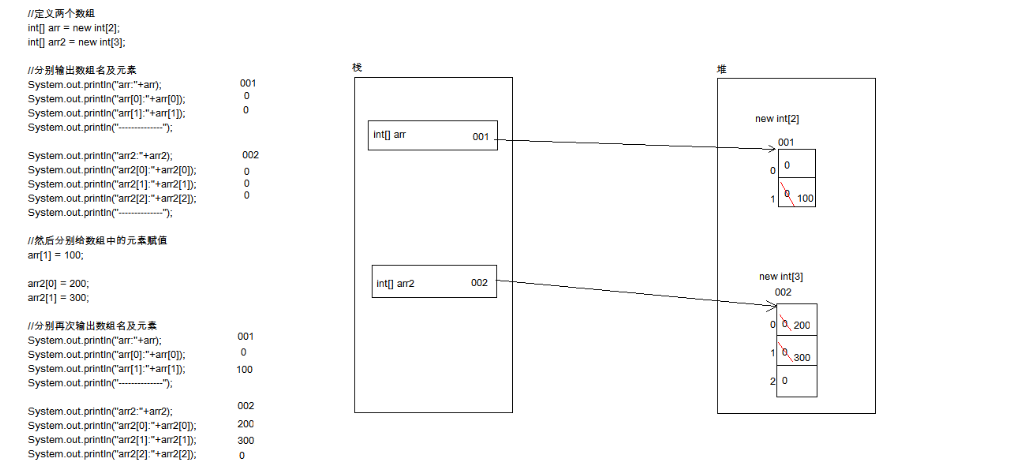 //定义两个数组
int[] arr = new int[2];
int[] arr2 = new int[3];
//分别输出数组名及元素
System.out.println("arr:"+arr); 001
System.out.println("arr[0]:"+arr[0]); 0
System.out.println("arr[1]:"+arr[1]); 0
System.out.println("--------------");
System.out.println("arr2:"+arr2); 002
System.out.println("arr2[0]:"+arr2[0]); 0
System.out.println("arr2[1]:"+arr2[1]); 0
System.out.println("arr2[2]:"+arr2[2]); 0
System.out.println("--------------");
//然后分别给数组中的元素赋值
arr[1] = 100;
arr2[0] = 200;
arr2[1] = 300;
//分别再次输出数组名及元素
System.out.println("arr:"+arr); 001
System.out.println("arr[0]:"+arr[0]); 0
System.out.println("arr[1]:"+arr[1]); 100
System.out.println("--------------");
System.out.println("arr2:"+arr2); 002
System.out.println("arr2[0]:"+arr2[0]); 200
System.out.println("arr2[1]:"+arr2[1]); 300
System.out.println("arr2[2]:"+arr2[2]); 0
栈
int[] arr 001
int[] arr2 002
堆
new int[2]
001
0 0
1 0 100
new int[3]
002
0 0 200
1 0 300
2 0